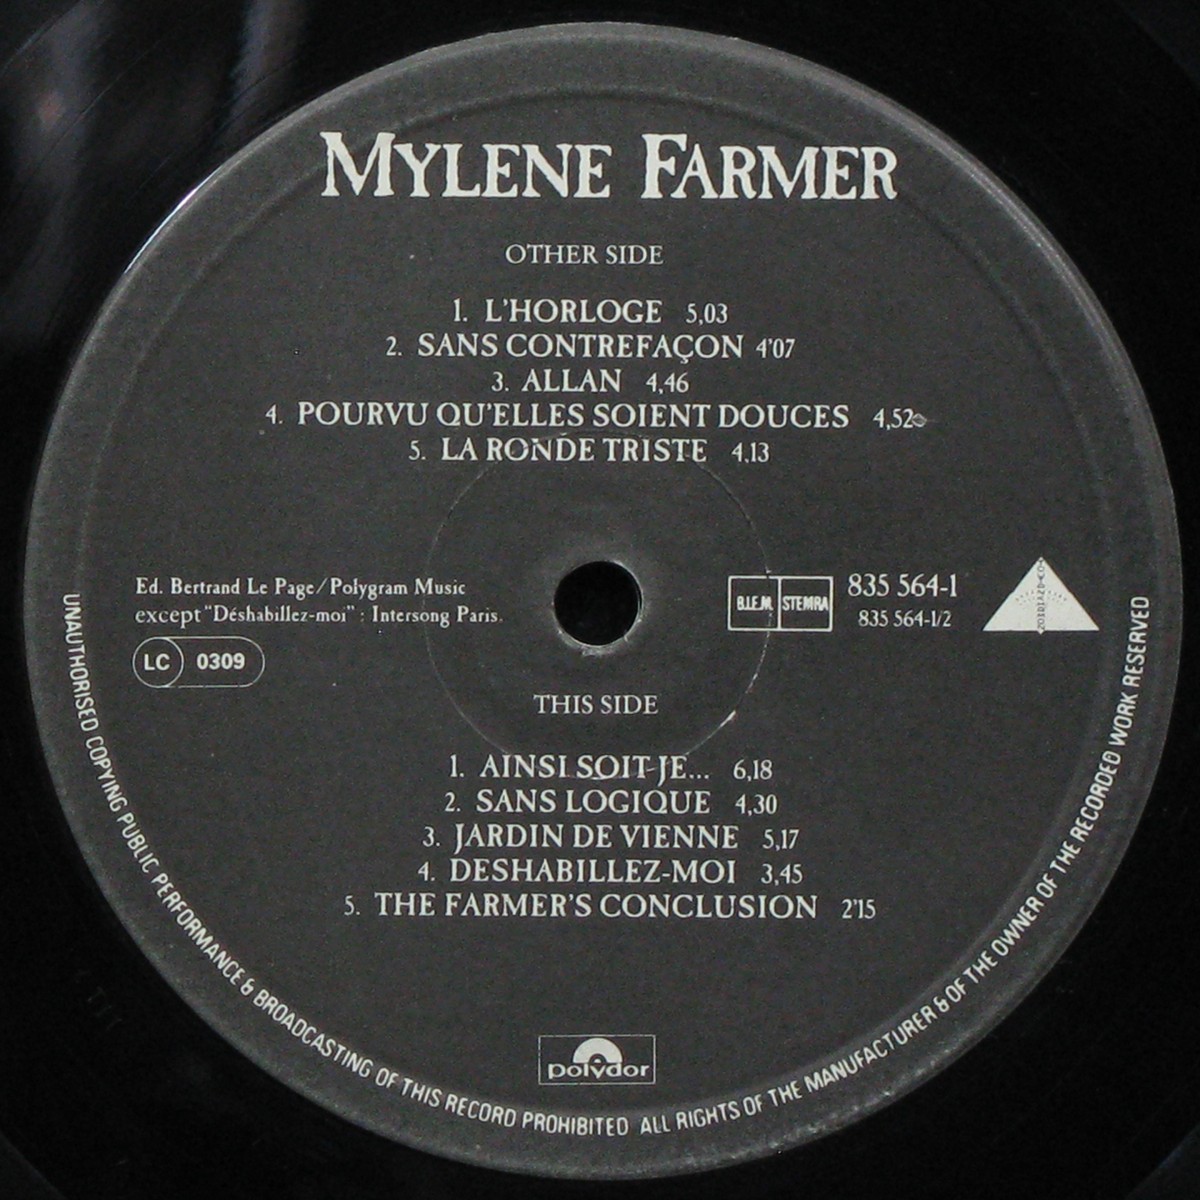 MYLENE FARMER
OTHER SIDE
1. L'HORLOGE 5,03
2. SANS CONTREFAÇON 4'07
3. ALLAN 4,46
4. POURVU QU'ELLES SOIENT DOUCES 4,52
5. LA RONDE TRISTE 4,13
Ed. Bertrand Le Page/Polygram Music
except "Déshabillez-moi" : Intersong Paris.
LC 0309
B.I.E.M. STEMRA
835 564-1
835 564-1/2
THIS SIDE
1. AINSI SOIT JE... 6,18
2. SANS LOGIQUE 4,30
3. JARDIN DE VIENNE 5,17
4. DESHABILLEZ-MOI 3,45
5. THE FARMER'S CONCLUSION 2'15
polydor
UNAUTHORISED COPYING PUBLIC PERFORMANCE & BROADCASTING OF THIS RECORD PROHIBITED ALL RIGHTS OF THE MANUFACTURER & OF THE OWNER OF THE RECORDED WORK RESERVED